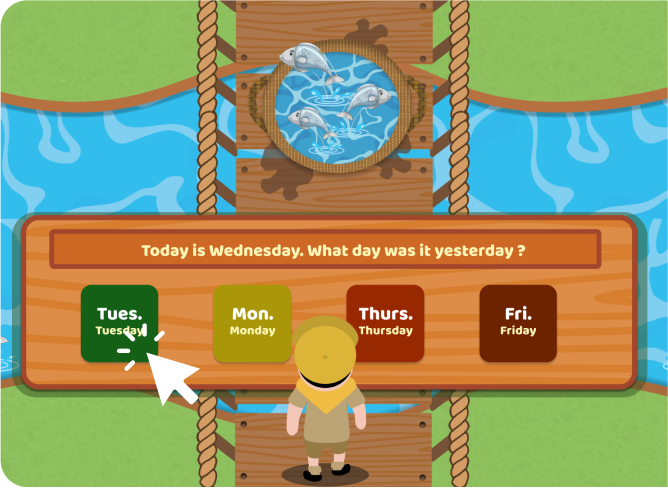 Today is Wednesday. What day was it yesterday ?
Tues.
Tuesday
Mon.
Monday
Thurs.
Thursday
Fri.
Friday